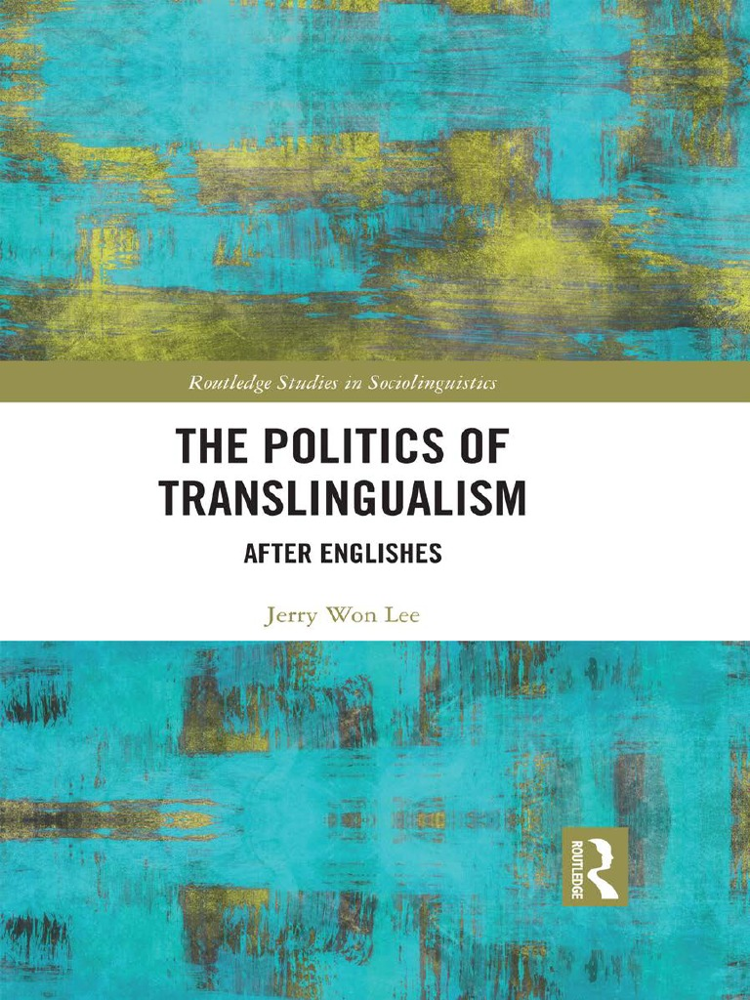 Routledge Studies in Sociolinguistics
THE POLITICS OF
TRANSLINGUALISM
AFTER ENGLISHES
Jerry Won Lee
ROUTLEDGE